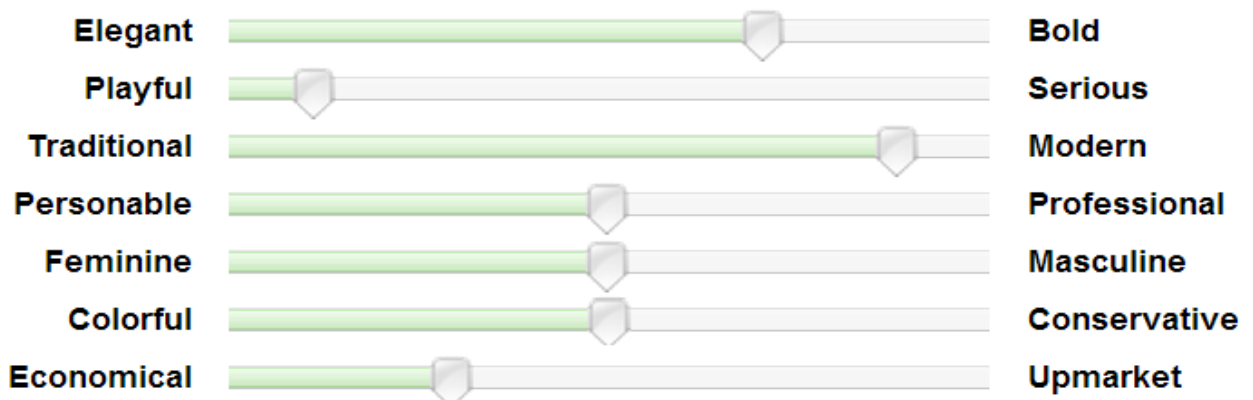 Elegant Bold
Playful Serious
Traditional Modern
Personable Professional
Feminine Masculine
Colorful Conservative
Economical Upmarket